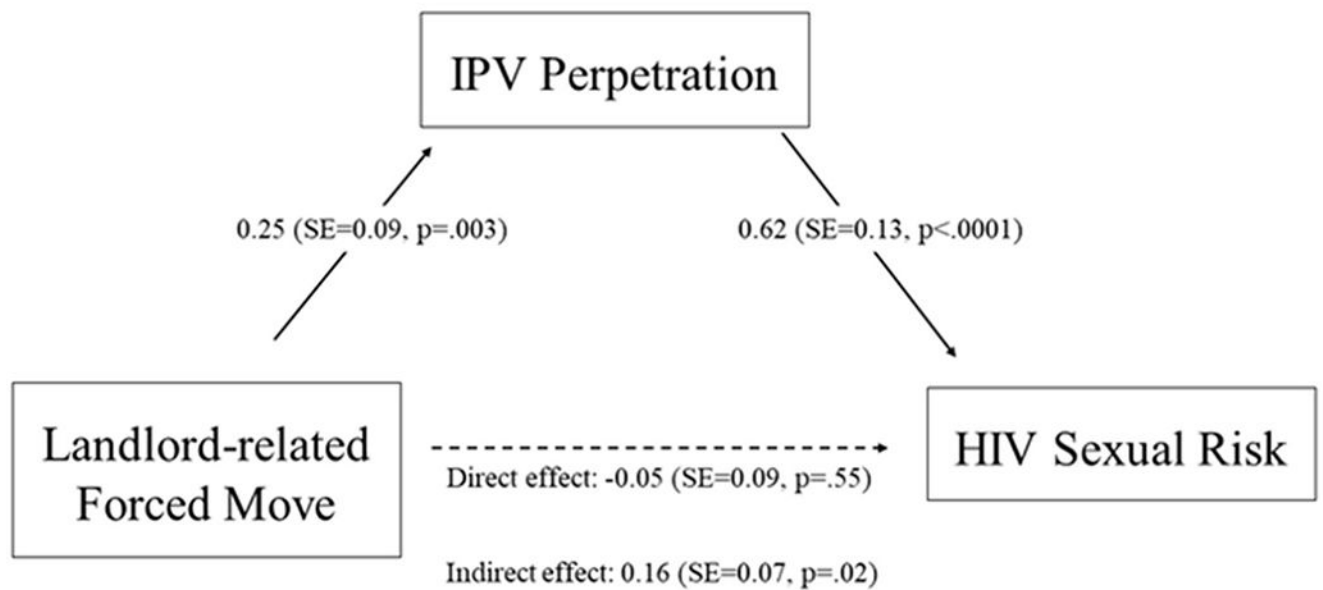 IPV Perpetration
0.25 (SE=0.09, p=.003)
0.62 (SE=0.13, p<.0001)
Landlord-related
Forced Move
HIV Sexual Risk
Direct effect: -0.05 (SE=0.09, p=.55)
Indirect effect: 0.16 (SE=0.07, p=.02)